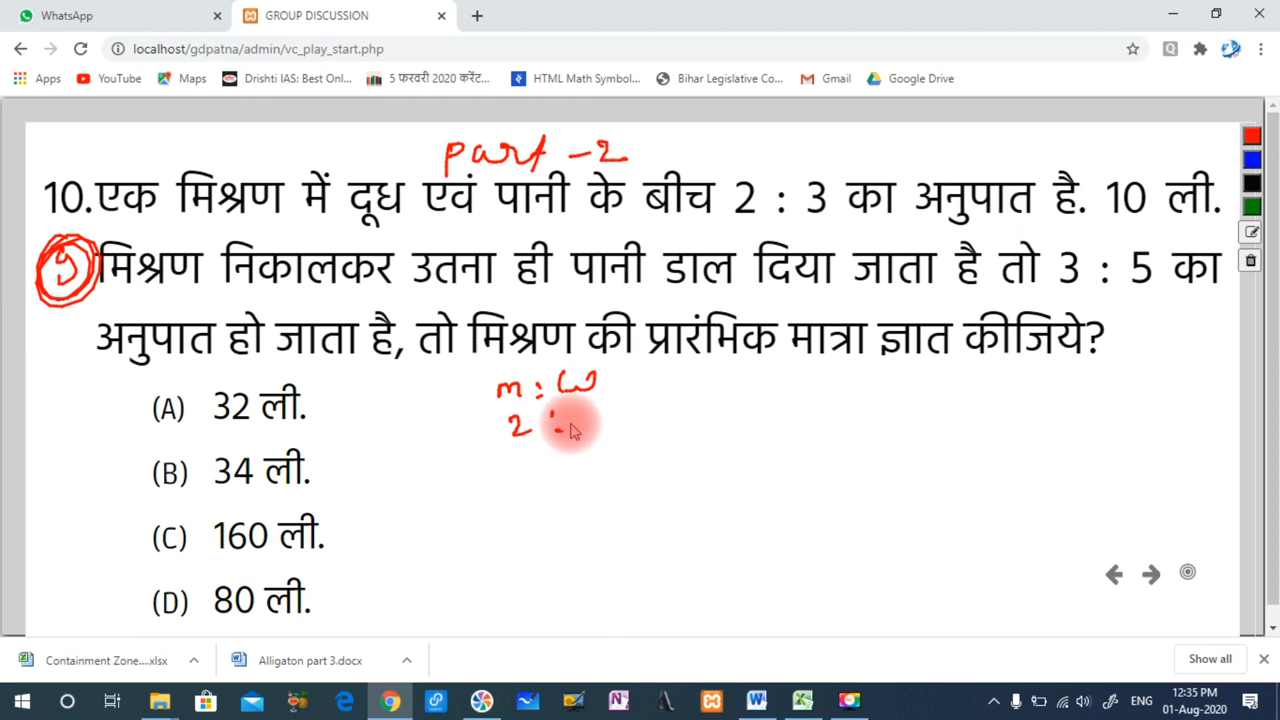 WhatsApp
GROUP DISCUSSION
localhost/gdpatna/admin/vc_play_start.php
Apps YouTube Maps Drishti IAS: Best Onl... 5 फरवरी 2020 करेंट... HTML Math Symbol... Bihar Legislative Co... Gmail Google Drive
part -2
10.एक मिश्रण में दूध एवं पानी के बीच 2 : 3 का अनुपात है. 10 ली.
मिश्रण निकालकर उतना ही पानी डाल दिया जाता है तो 3 : 5 का
अनुपात हो जाता है, तो मिश्रण की प्रारंभिक मात्रा ज्ञात कीजिये?
m : w
2 :
(A) 32 ली.
(B) 34 ली.
(C) 160 ली.
(D) 80 ली.
Containment Zone....xlsx Alligaton part 3.docx Show all
ENG 12:35 PM
01-Aug-2020